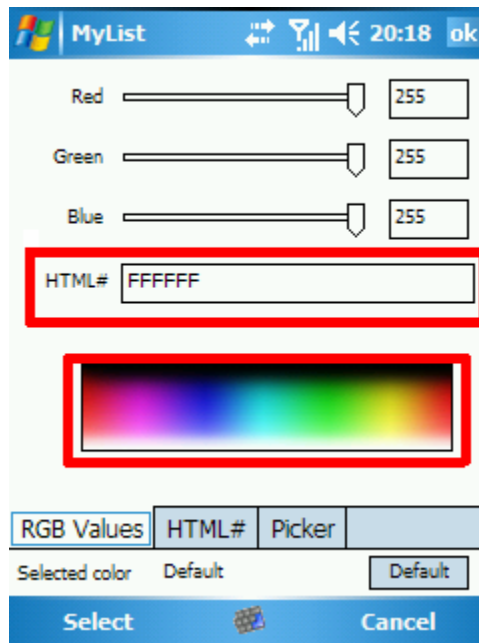 MyList 20:18 ok
Red 255
Green 255
Blue 255
HTML# FFFFFF
RGB Values HTML# Picker
Selected color Default Default
Select Cancel